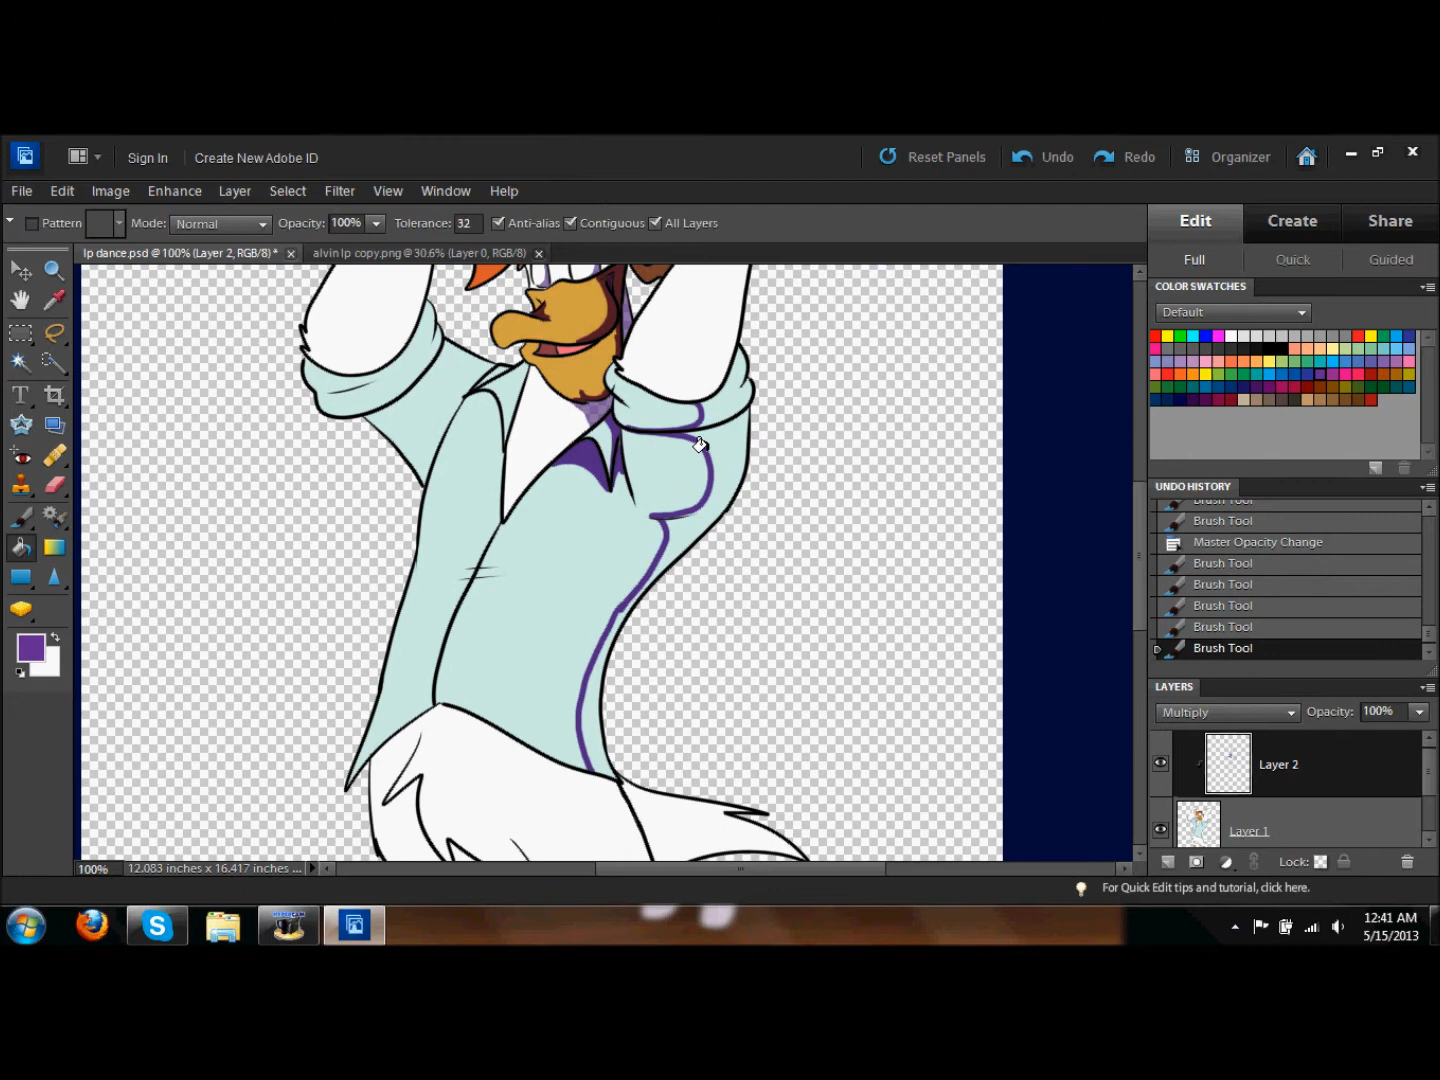 Sign In
Create New Adobe ID
Reset Panels
Undo
Redo
Organizer
File Edit Image Enhance Layer Select Filter View Window Help
Pattern Mode: Normal Opacity: 100% Tolerance: 32 Anti-alias Contiguous All Layers
Edit Create Share
lp dance.psd @ 100% (Layer 2, RGB/8) *
alvin lp copy.png @ 30.6% (Layer 0, RGB/8)
Full Quick Guided
COLOR SWATCHES
Default
UNDO HISTORY
Brush Tool
Brush Tool
Master Opacity Change
Brush Tool
Brush Tool
Brush Tool
Brush Tool
Brush Tool
LAYERS
Multiply Opacity: 100%
Layer 2
Layer 1
Lock:
100% 12.083 inches x 16.417 inches ...
For Quick Edit tips and tutorial, click here.
HYPERCAM
12:41 AM
5/15/2013